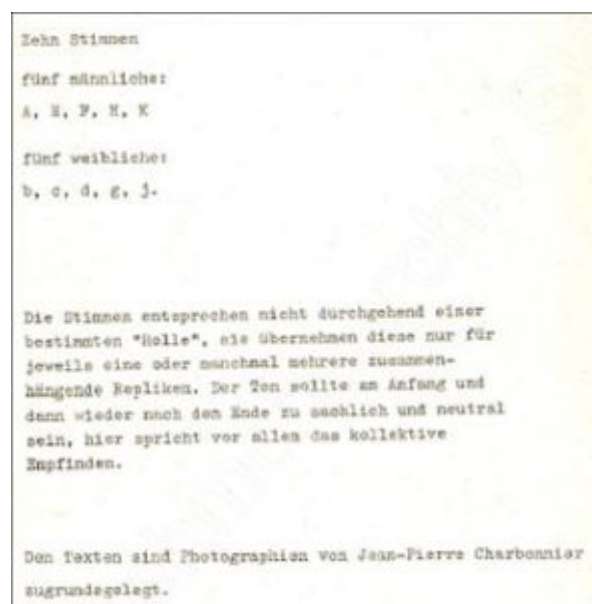 Zehn Stimmen
fünf männliche:
A, E, F, H, K
fünf weibliche:
b, c, d, g, j.
Die Stimmen entsprechen nicht durchgehend einer
bestimmten "Rolle", sie übernehmen diese nur für
jeweils eine oder manchmal mehrere zusammen-
hängende Repliken. Der Ton sollte am Anfang und
dann wieder nach dem Ende zu sachlich und neutral
sein, hier spricht vor allem das kollektive
Empfinden.
Den Texten sind Photographien von Jean-Pierre Charbonnier
zugrundegelegt.